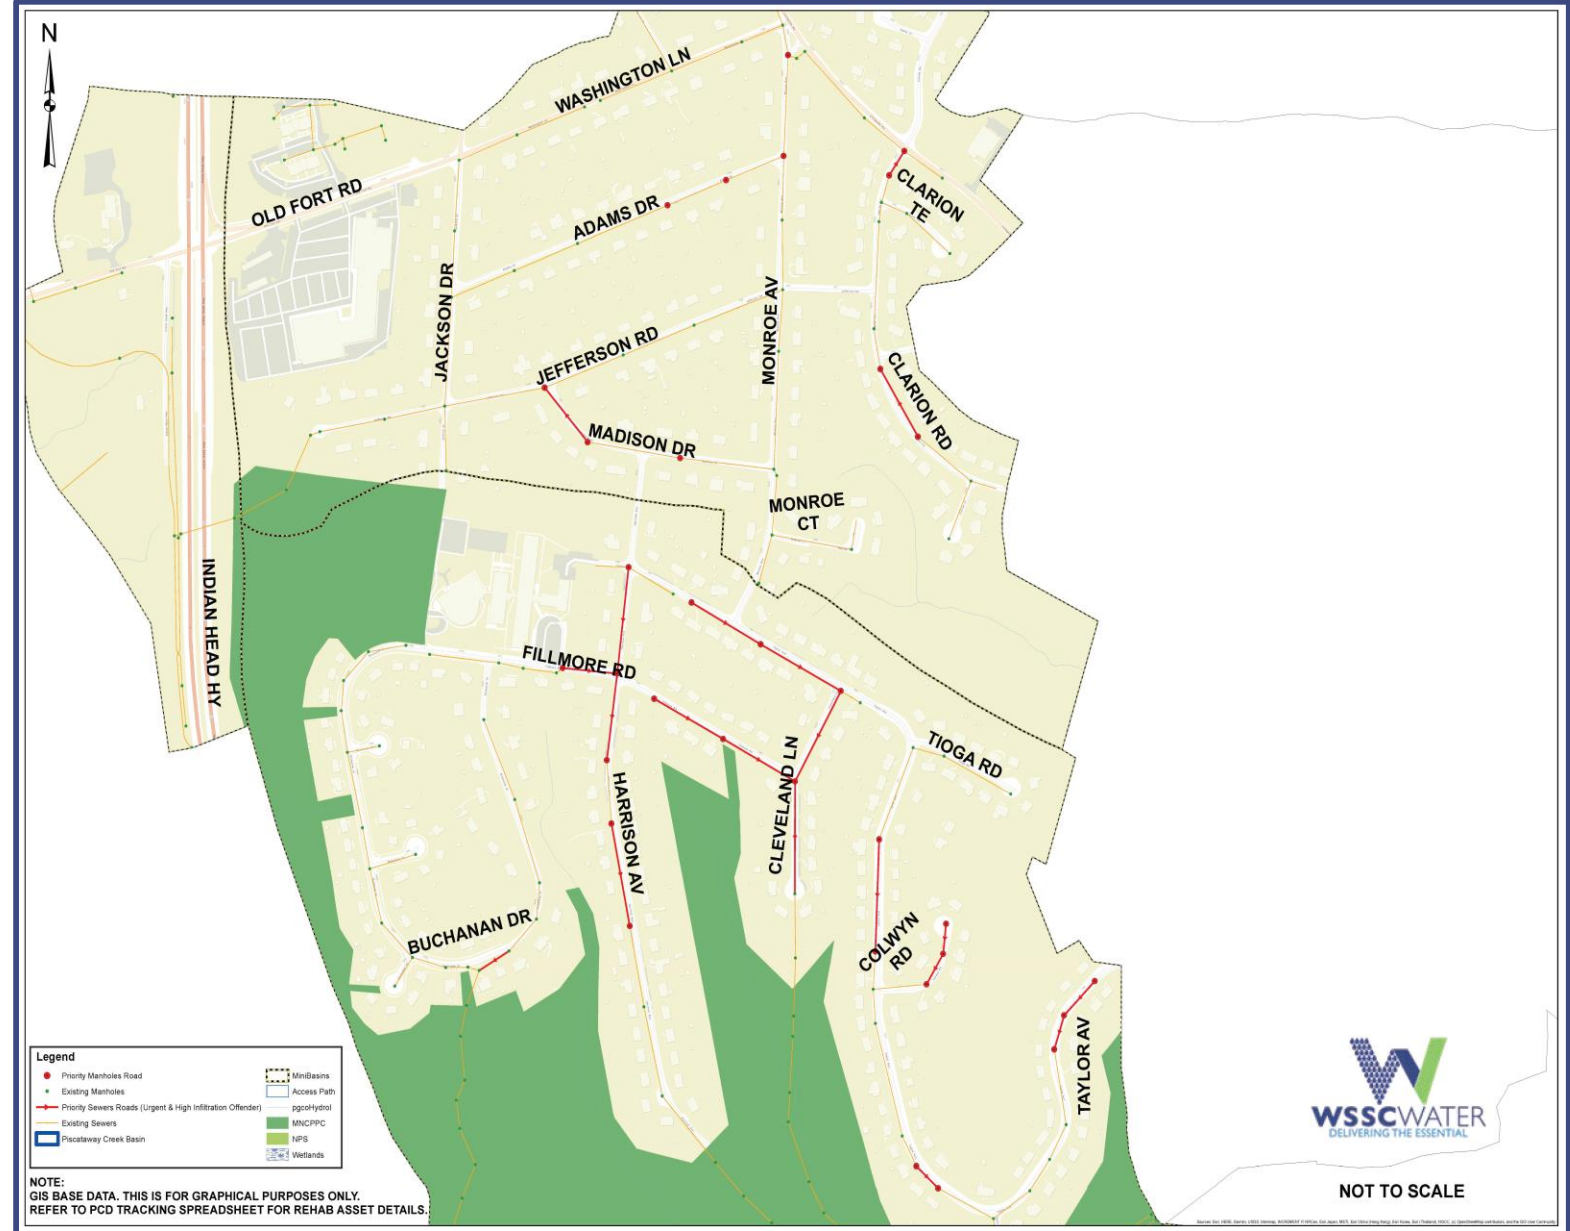 N
WASHINGTON LN
OLD FORT RD
ADAMS DR
CLARION
TE
JACKSON DR
MONROE AV
JEFFERSON RD
CLARION RD
MADISON DR
MONROE
CT
INDIAN HEAD HY
FILLMORE RD
TIOGA RD
CLEVELAND LN
HARRISON AV
BUCHANAN DR
COLWYN
RD
TAYLOR AV
Legend
Priority Manholes Road
Existing Manholes
Priority Sewers Roads (Urgent & High Infiltration Offender)
Existing Sewers
Piscataway Creek Basin
MiniBasins
Access Path
pgcoHydrol
MNCPPC
NPS
Wetlands
NOTE:
GIS BASE DATA. THIS IS FOR GRAPHICAL PURPOSES ONLY.
REFER TO PCD TRACKING SPREADSHEET FOR REHAB ASSET DETAILS.
WSSCWATER
DELIVERING THE ESSENTIAL
NOT TO SCALE